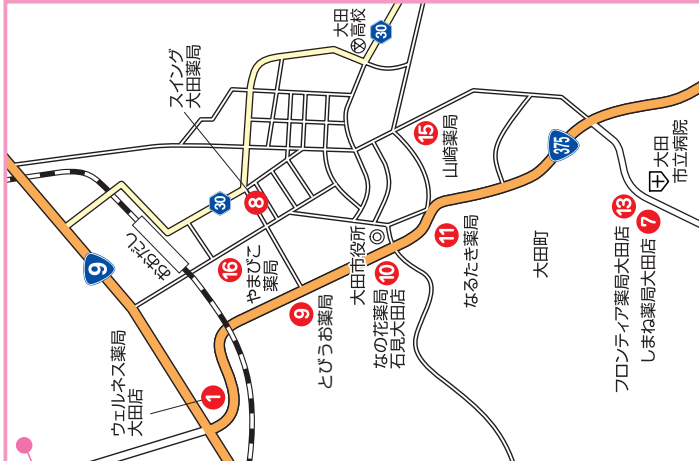 9
ウェルネス薬局
大田店
1
おおだし
スイング
大田薬局
30
8
16
やまびこ
薬局
9
とびうお薬局
大田市役所
10
なの花薬局
石見大田店
大田
高校
30
15
山崎薬局
11
なるたき薬局
375
大田町
大田
市立病院
13
フロンティア薬局大田店
7
しまね薬局大田店